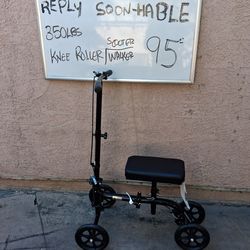 REPLY SOON-HABLE
350LBS
KNEE ROLLER/SCOOTER WALKER
95